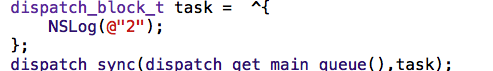 dispatch_block_t task =  ^{
    NSLog(@"2");
};
dispatch_sync(dispatch_get_main_queue(),task);